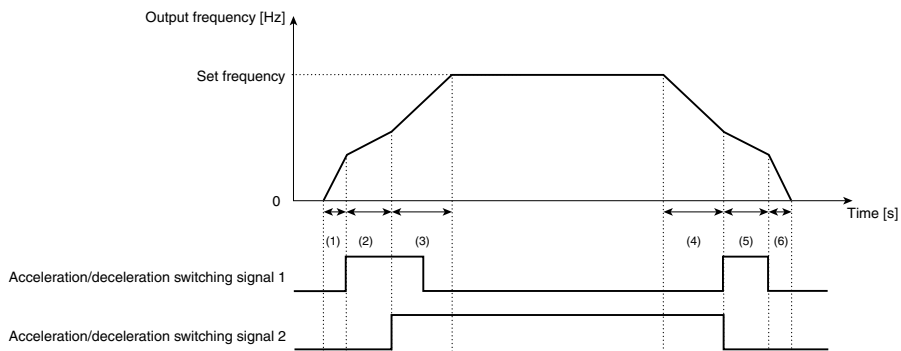 Output frequency [Hz]
Set frequency
0
Time [s]
(1) (2) (3) (4) (5) (6)
Acceleration/deceleration switching signal 1
Acceleration/deceleration switching signal 2